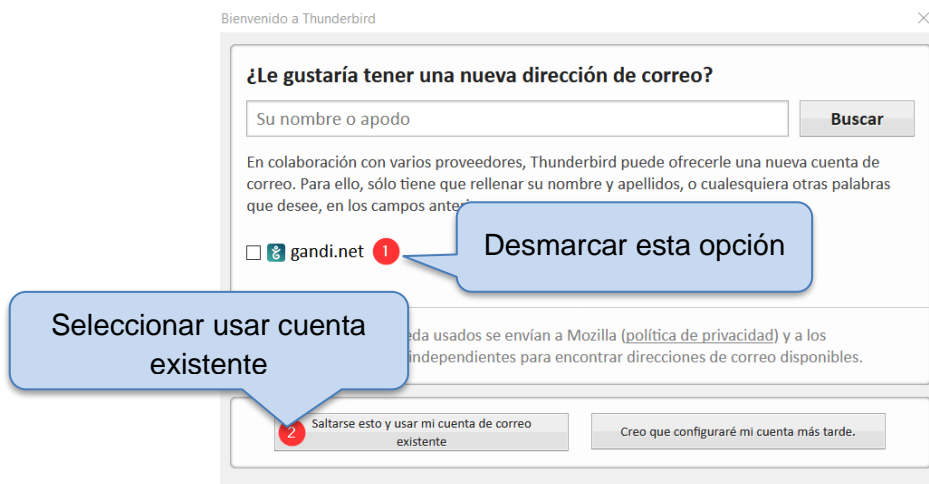 Bienvenido a Thunderbird
¿Le gustaría tener una nueva dirección de correo?
Su nombre o apodo
Buscar
En colaboración con varios proveedores, Thunderbird puede ofrecerle una nueva cuenta de
correo. Para ello, sólo tiene que rellenar su nombre y apellidos, o cualesquiera otras palabras
que desee, en los campos
Desmarcar esta opción
gandi.net
1
Seleccionar usar cuenta
existente
usados se envían a Mozilla (política de privacidad) y a los
independientes para encontrar direcciones de correo disponibles.
2
Saltarse esto y usar mi cuenta de correo
existente
Creo que configuraré mi cuenta más tarde.